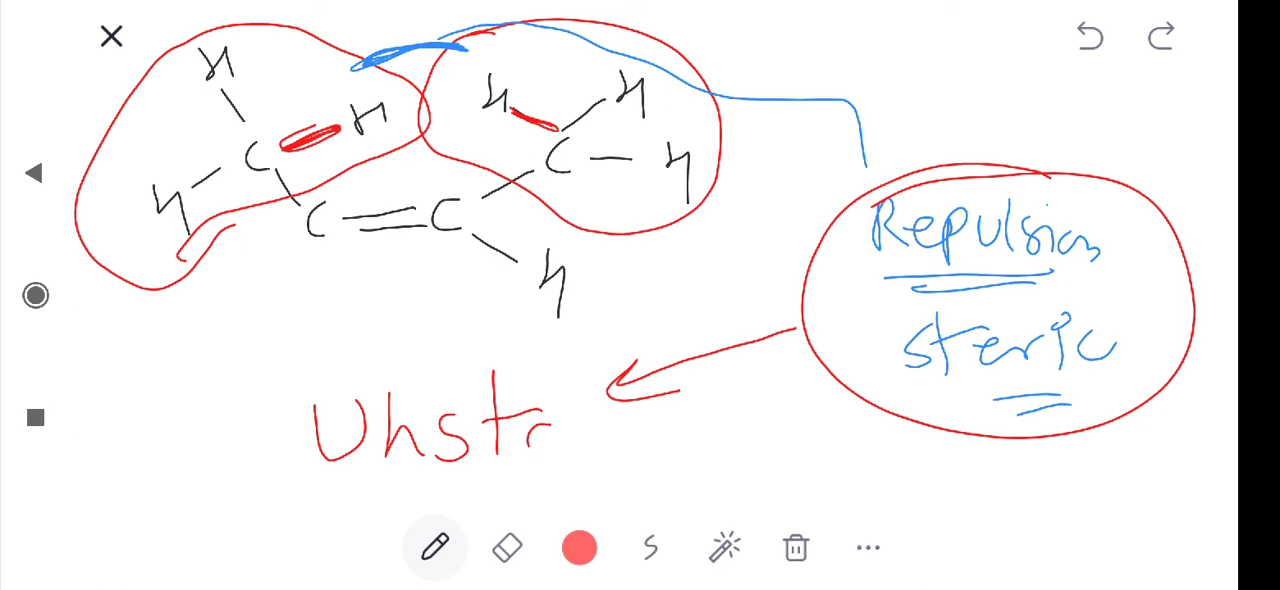 H
H H H
C C H
H
C = C
H
Repulsion
steric
Unstr